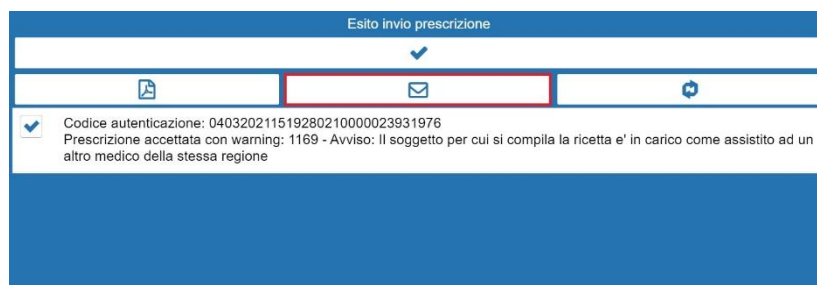 Esito invio prescrizione
Codice autenticazione: 040320211519280210000023931976
Prescrizione accettata con warning: 1169 - Avviso: Il soggetto per cui si compila la ricetta e' in carico come assistito ad un
altro medico della stessa regione